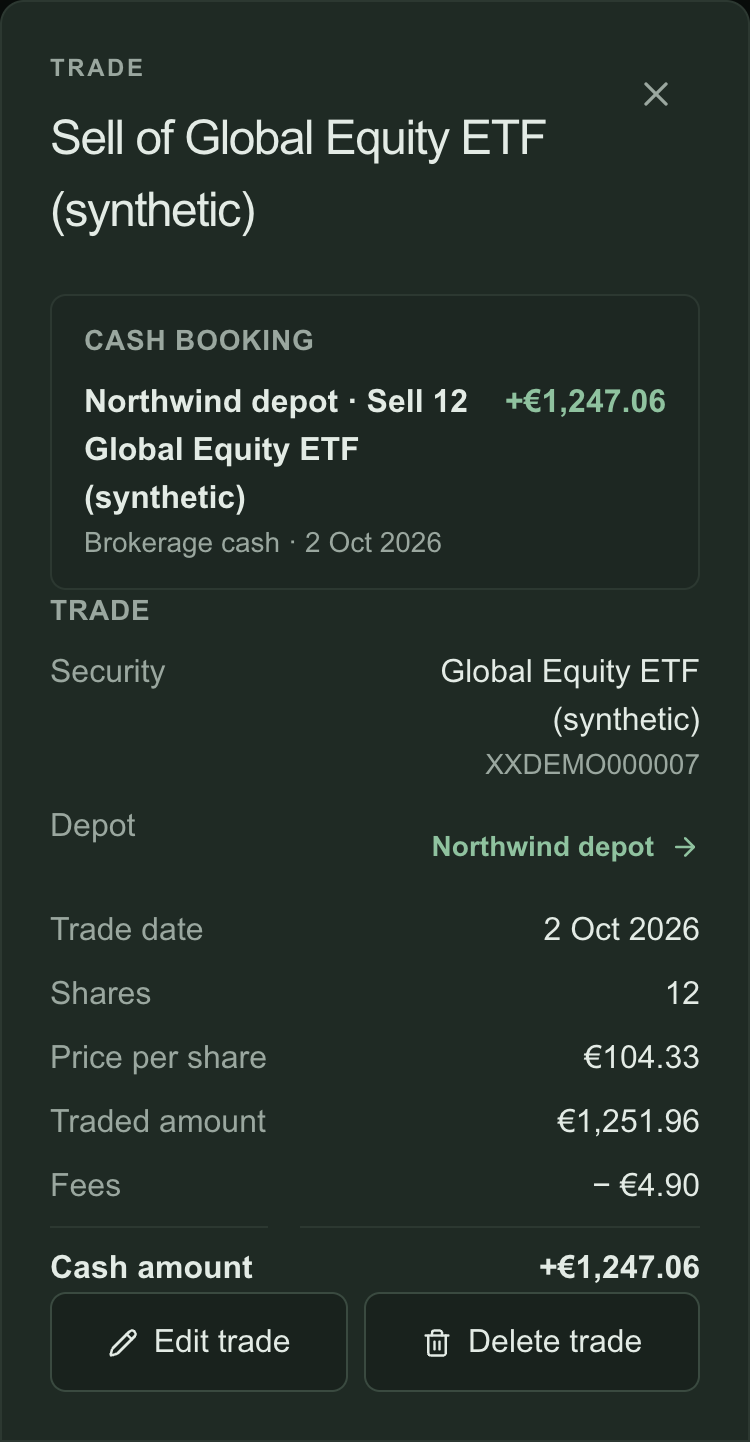 TRADE
Sell of Global Equity ETF
(synthetic)
CASH BOOKING
Northwind depot · Sell 12 +€1,247.06
Global Equity ETF
(synthetic)
Brokerage cash · 2 Oct 2026
TRADE
Security Global Equity ETF
(synthetic)
XXDEMO000007
Depot
Northwind depot →
Trade date 2 Oct 2026
Shares 12
Price per share €104.33
Traded amount €1,251.96
Fees − €4.90
Cash amount +€1,247.06
Edit trade Delete trade